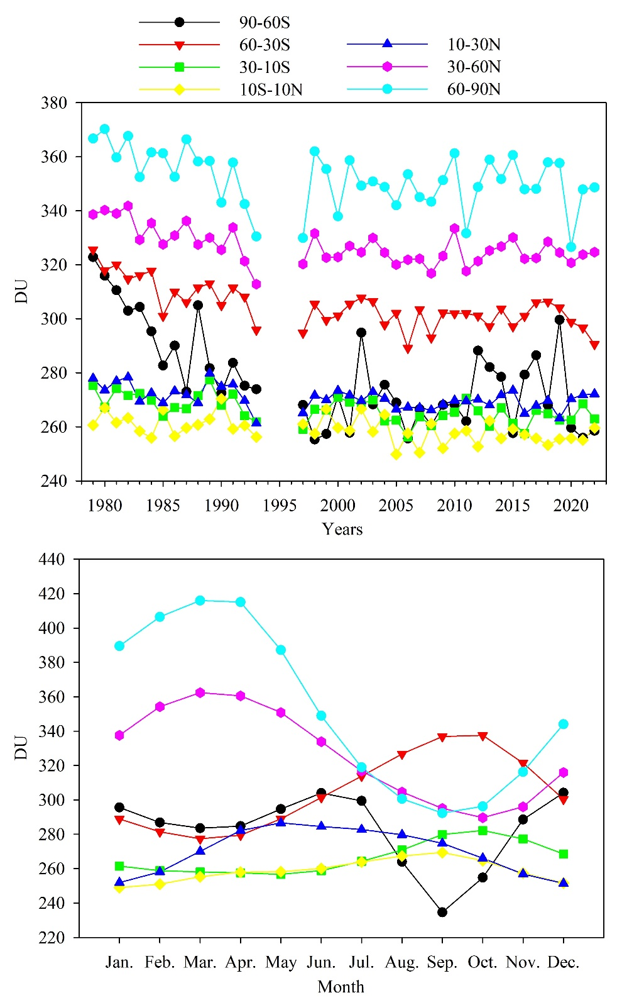 90-60S
60-30S
30-10S
10S-10N
10-30N
30-60N
60-90N
380
360
340
320
300
280
260
240
DU
1980 1985 1990 1995 2000 2005 2010 2015 2020
Years
440
420
400
380
360
340
320
300
280
260
240
220
DU
Jan. Feb. Mar. Apr. May Jun. Jul. Aug. Sep. Oct. Nov. Dec.
Month